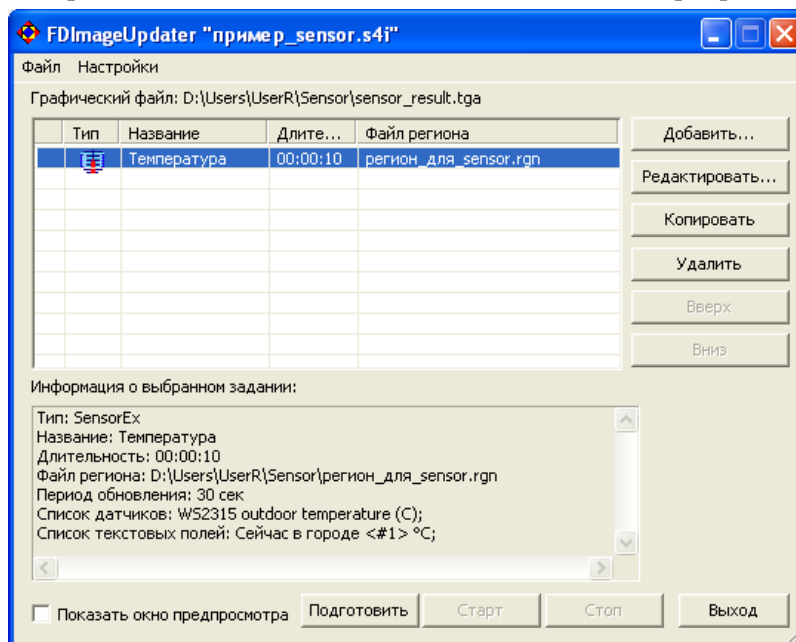 FDImageUpdater "пример_sensor.s4i"
Файл Настройки
Графический файл: D:\Users\UserR\Sensor\sensor_result.tga
Тип Название Длите... Файл региона
Температура 00:00:10 регион_для_sensor.rgn
Добавить...
Редактировать...
Копировать
Удалить
Вверх
Вниз
Информация о выбранном задании:
Тип: SensorEx
Название: Температура
Длительность: 00:00:10
Файл региона: D:\Users\UserR\Sensor\регион_для_sensor.rgn
Период обновления: 30 сек
Список датчиков: WS2315 outdoor temperature (C);
Список текстовых полей: Сейчас в городе <#1> °C;
Показать окно предпросмотра Подготовить Старт Стоп Выход